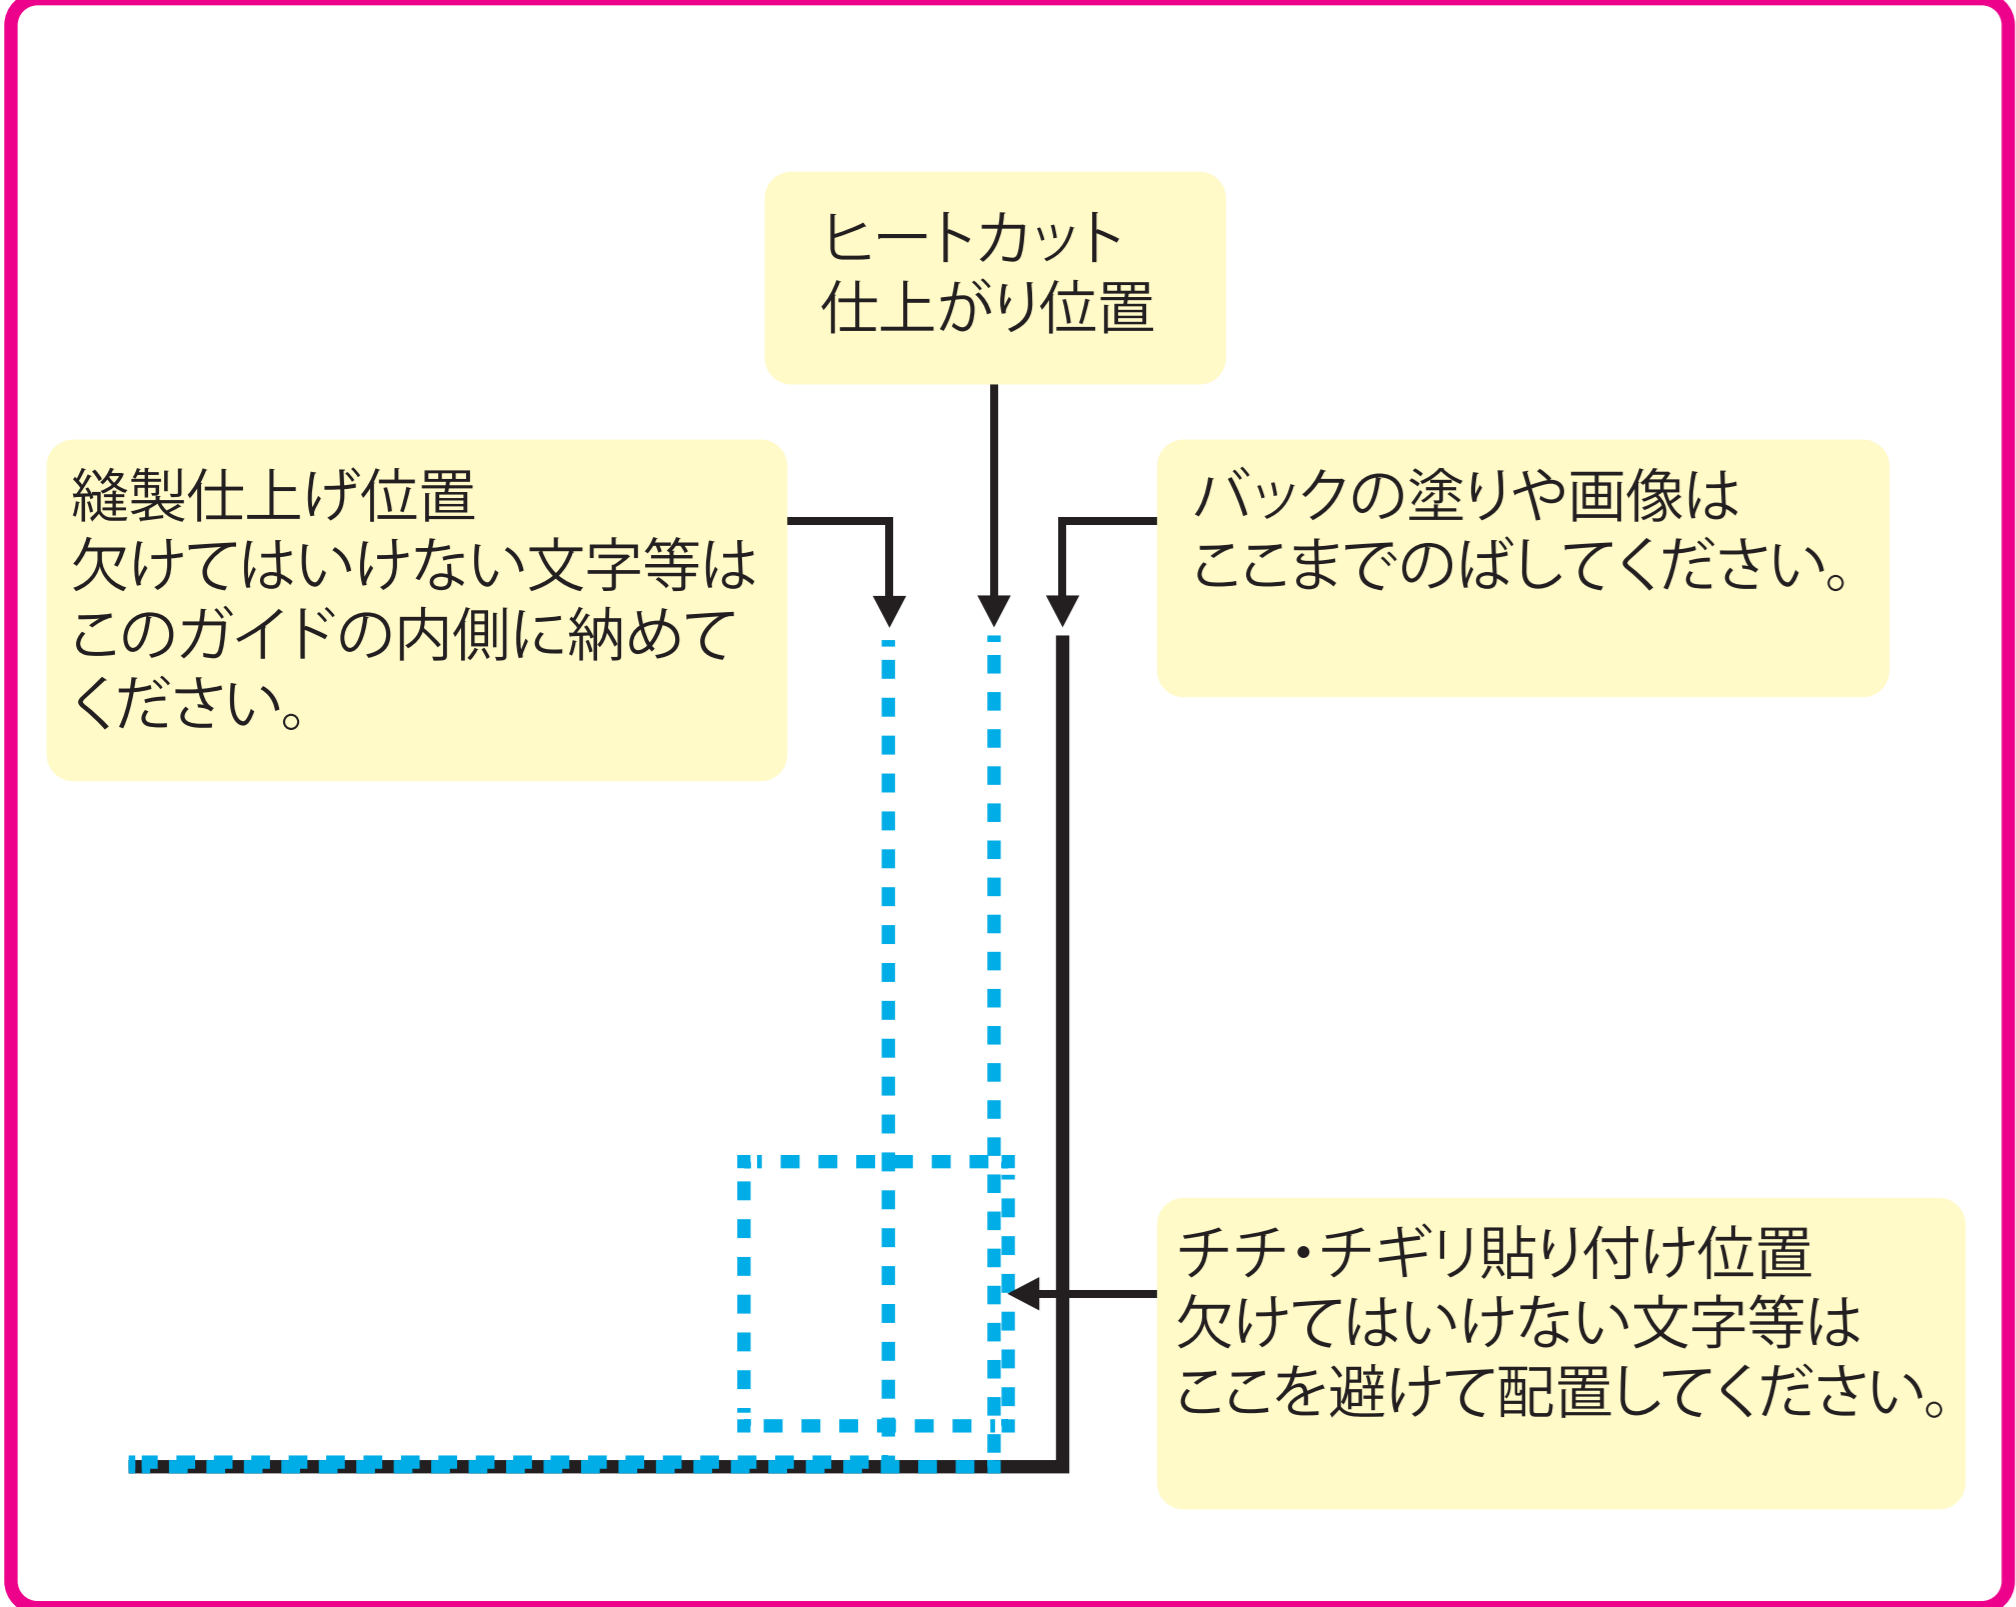 ヒートカット
仕上がり位置
縫製仕上げ位置
欠けてはいけない文字等は
このガイドの内側に納めて
ください。
バックの塗りや画像は
ここまでのばしてください。
チチ・チギリ貼り付け位置
欠けてはいけない文字等は
ここを避けて配置してください。